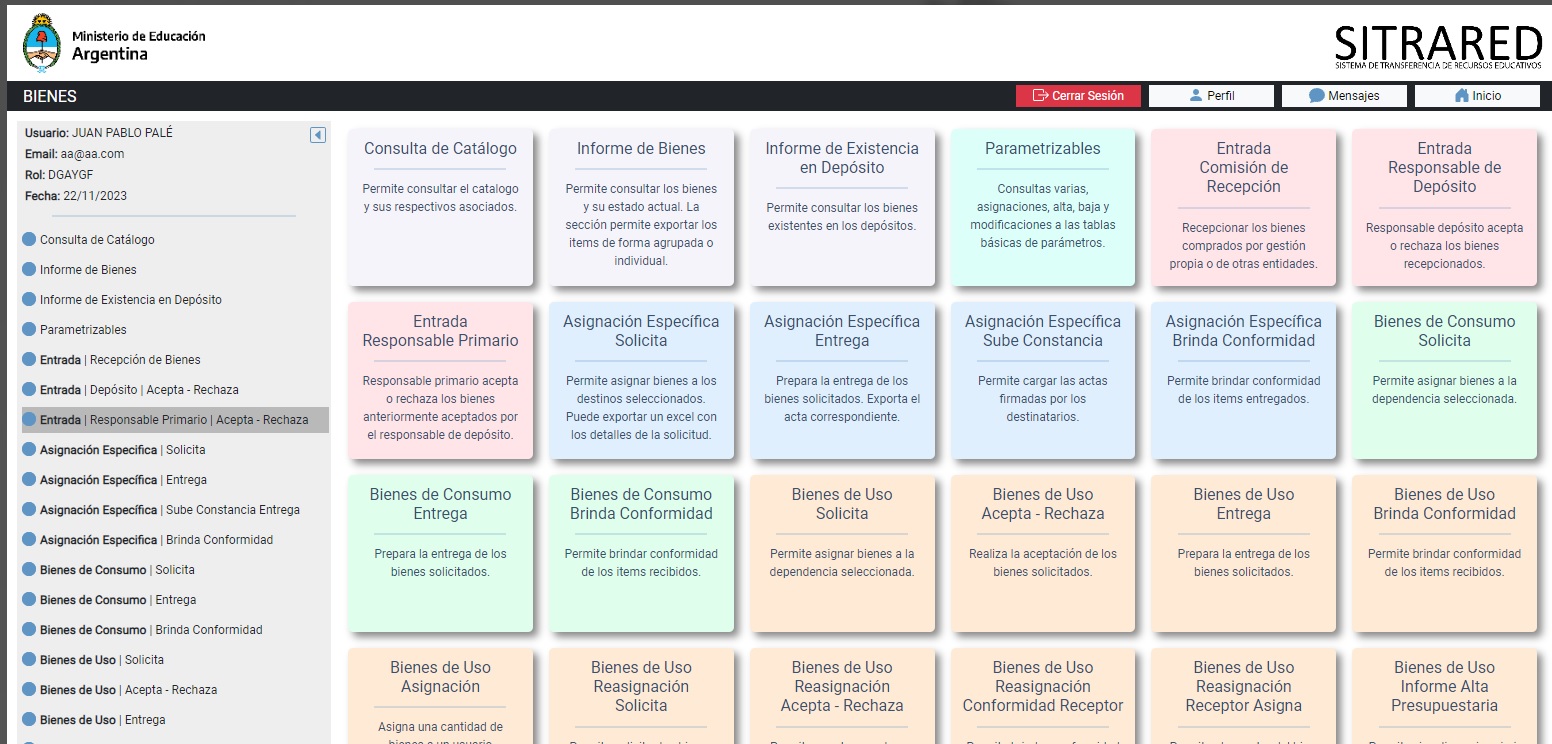 Ministerio de Educación
Argentina
SITRARED
SISTEMA DE TRANSFERENCIA DE RECURSOS EDUCATIVOS
BIENES
Cerrar Sesión
Perfil
Mensajes
Inicio
Usuario: JUAN PABLO PALÉ
Email: aa@aa.com
Rol: DGAYGF
Fecha: 22/11/2023
Consulta de Catálogo
Informe de Bienes
Informe de Existencia en Depósito
Parametrizables
Entrada | Recepción de Bienes
Entrada | Depósito | Acepta - Rechaza
Entrada | Responsable Primario | Acepta - Rechaza
Asignación Especifica | Solicita
Asignación Específica | Entrega
Asignación Específica | Sube Constancia Entrega
Asignación Especifica | Brinda Conformidad
Bienes de Consumo | Solicita
Bienes de Consumo | Entrega
Bienes de Consumo | Brinda Conformidad
Bienes de Uso | Solicita
Bienes de Uso | Acepta - Rechaza
Bienes de Uso | Entrega
Consulta de Catálogo
Permite consultar el catalogo
y sus respectivos asociados.
Informe de Bienes
Permite consultar los bienes
y su estado actual. La
sección permite exportar los
items de forma agrupada o
individual.
Informe de Existencia
en Depósito
Permite consultar los bienes
existentes en los depósitos.
Parametrizables
Consultas varias,
asignaciones, alta, baja y
modificaciones a las tablas
básicas de parámetros.
Entrada
Comisión de
Recepción
Recepcionar los bienes
comprados por gestión
propia o de otras entidades.
Entrada
Responsable de
Depósito
Responsable depósito acepta
o rechaza los bienes
recepcionados.
Entrada
Responsable Primario
Responsable primario acepta
o rechaza los bienes
anteriormente aceptados por
el responsable de depósito.
Asignación Específica
Solicita
Permite asignar bienes a los
destinos seleccionados.
Puede exportar un excel con
los detalles de la solicitud.
Asignación Específica
Entrega
Prepara la entrega de los
bienes solicitados. Exporta el
acta correspondiente.
Asignación Específica
Sube Constancia
Permite cargar las actas
firmadas por los
destinatarios.
Asignación Específica
Brinda Conformidad
Permite brindar conformidad
de los items entregados.
Bienes de Consumo
Solicita
Permite asignar bienes a la
dependencia seleccionada.
Bienes de Consumo
Entrega
Prepara la entrega de los
bienes solicitados.
Bienes de Consumo
Brinda Conformidad
Permite brindar conformidad
de los items recibidos.
Bienes de Uso
Solicita
Permite asignar bienes a la
dependencia seleccionada.
Bienes de Uso
Acepta - Rechaza
Realiza la aceptación de los
bienes solicitados.
Bienes de Uso
Entrega
Prepara la entrega de los
bienes solicitados.
Bienes de Uso
Brinda Conformidad
Permite brindar conformidad
de los items recibidos.
Bienes de Uso
Asignación
Asigna una cantidad de
Bienes de Uso
Reasignación
Solicita
Bienes de Uso
Reasignación
Acepta - Rechaza
Bienes de Uso
Reasignación
Conformidad Receptor
Bienes de Uso
Reasignación
Receptor Asigna
Bienes de Uso
Informe Alta
Presupuestaria